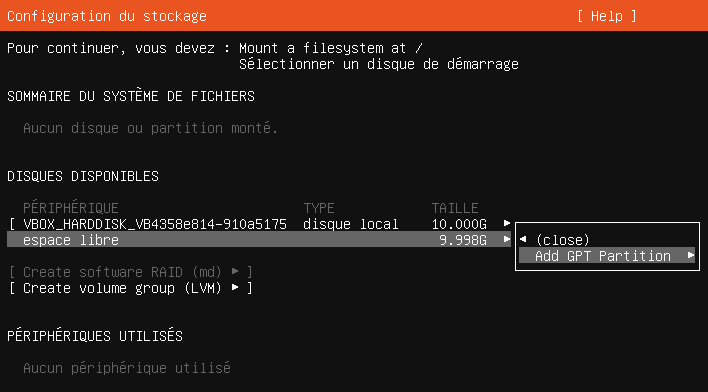 Configuration du stockage [ Help ]
Pour continuer, vous devez : Mount a filesystem at /
Sélectionner un disque de démarrage
SOMMAIRE DU SYSTÈME DE FICHIERS
Aucun disque ou partition monté.
DISQUES DISPONIBLES
PÉRIPHÉRIQUE TYPE TAILLE
[ VBOX_HARDDISK_VB4358e814-910a5175 disque local 10.000G ►
espace libre 9.998G ►
◄ (close)
Add GPT Partition ►
[ Create software RAID (md) ► ]
[ Create volume group (LVM) ► ]
PÉRIPHÉRIQUES UTILISÉS
Aucun périphérique utilisé